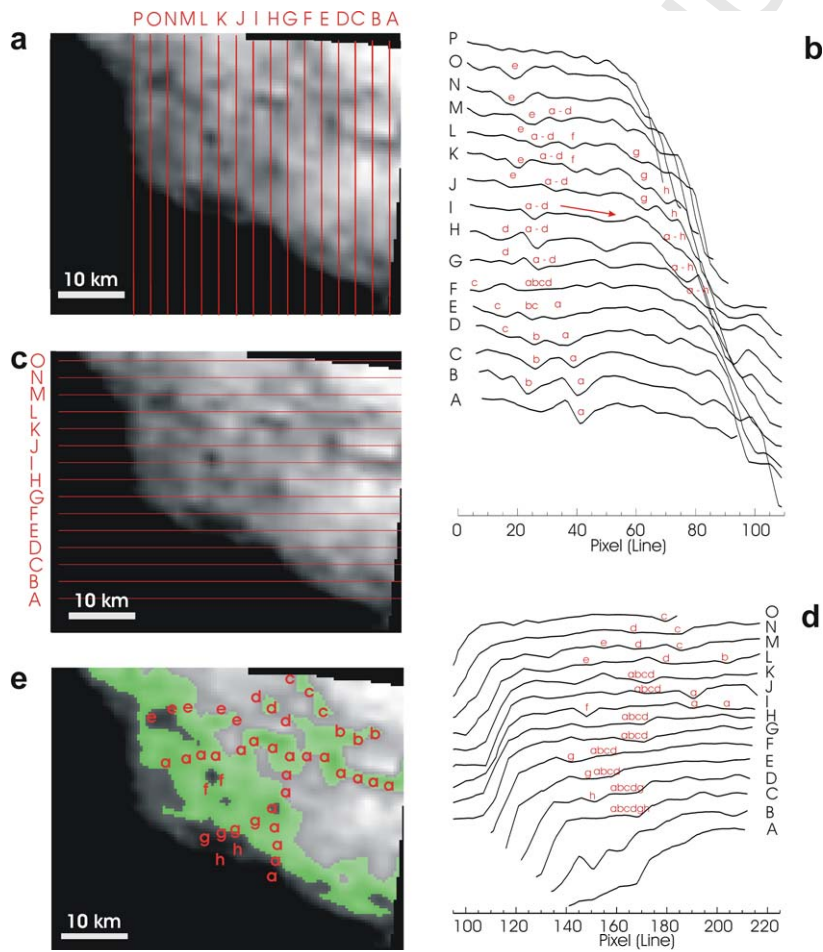 P O N M L K J I H G F E D C B A
a
10 km
b
P
O
e
N
e
M
e a - d
L
e a - d f
K
e a - d f g
J
e a - d g h
I
a - d g h
H
d a - d a - h
G
d a - d a - h
F
c abcd a - h
E
c bc a
D
c b a
C
b a
B
b a
A
a
0 20 40 60 80 100
Pixel (Line)
c
O
N
M
L
K
J
I
H
G
F
E
D
C
B
A
10 km
d
c O
d c N
e d c M
e d b L
abcd K
abcd a J
f a a I
abcd H
abcd G
g abcd F
g abcd E
abcdg D
h abcdgh C
B
A
100 120 140 160 180 200 220
Pixel (Line)
e
c
d c
e e e d c
e e e d b b
a b
a a a a a a a a a
a a a a
f f a
g a
g g g a
h h a
a
10 km